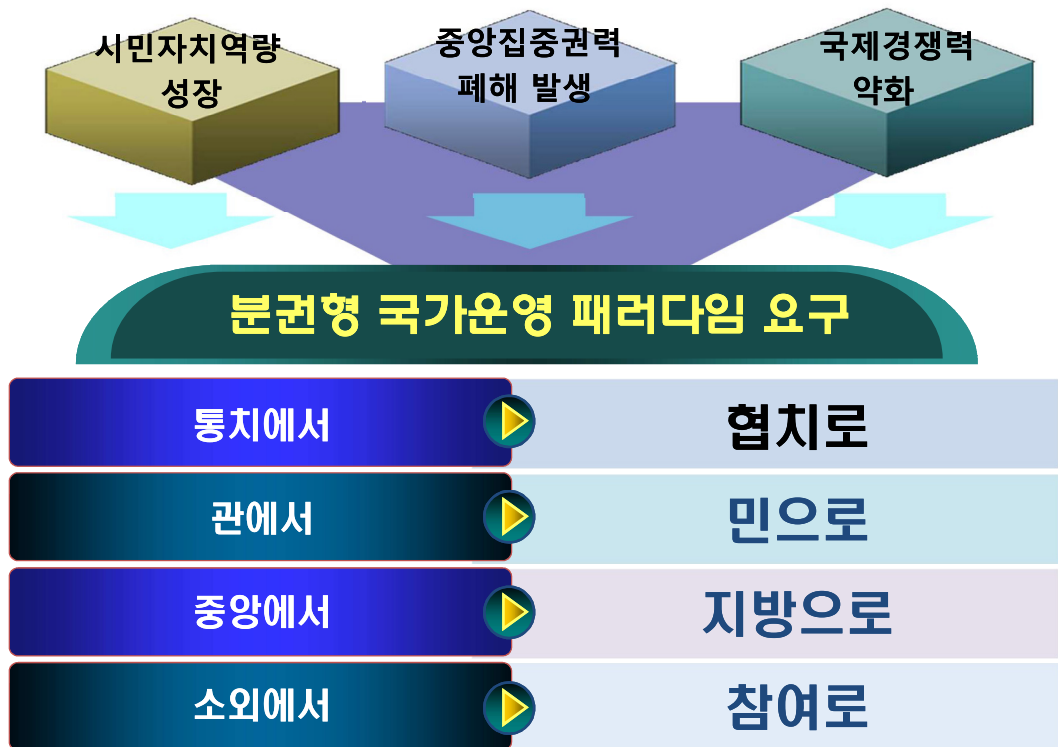 시민자치역량
성장
중앙집중권력
폐해 발생
국제경쟁력
약화
분권형 국가운영 패러다임 요구
통치에서
협치로
관에서
민으로
중앙에서
지방으로
소외에서
참여로